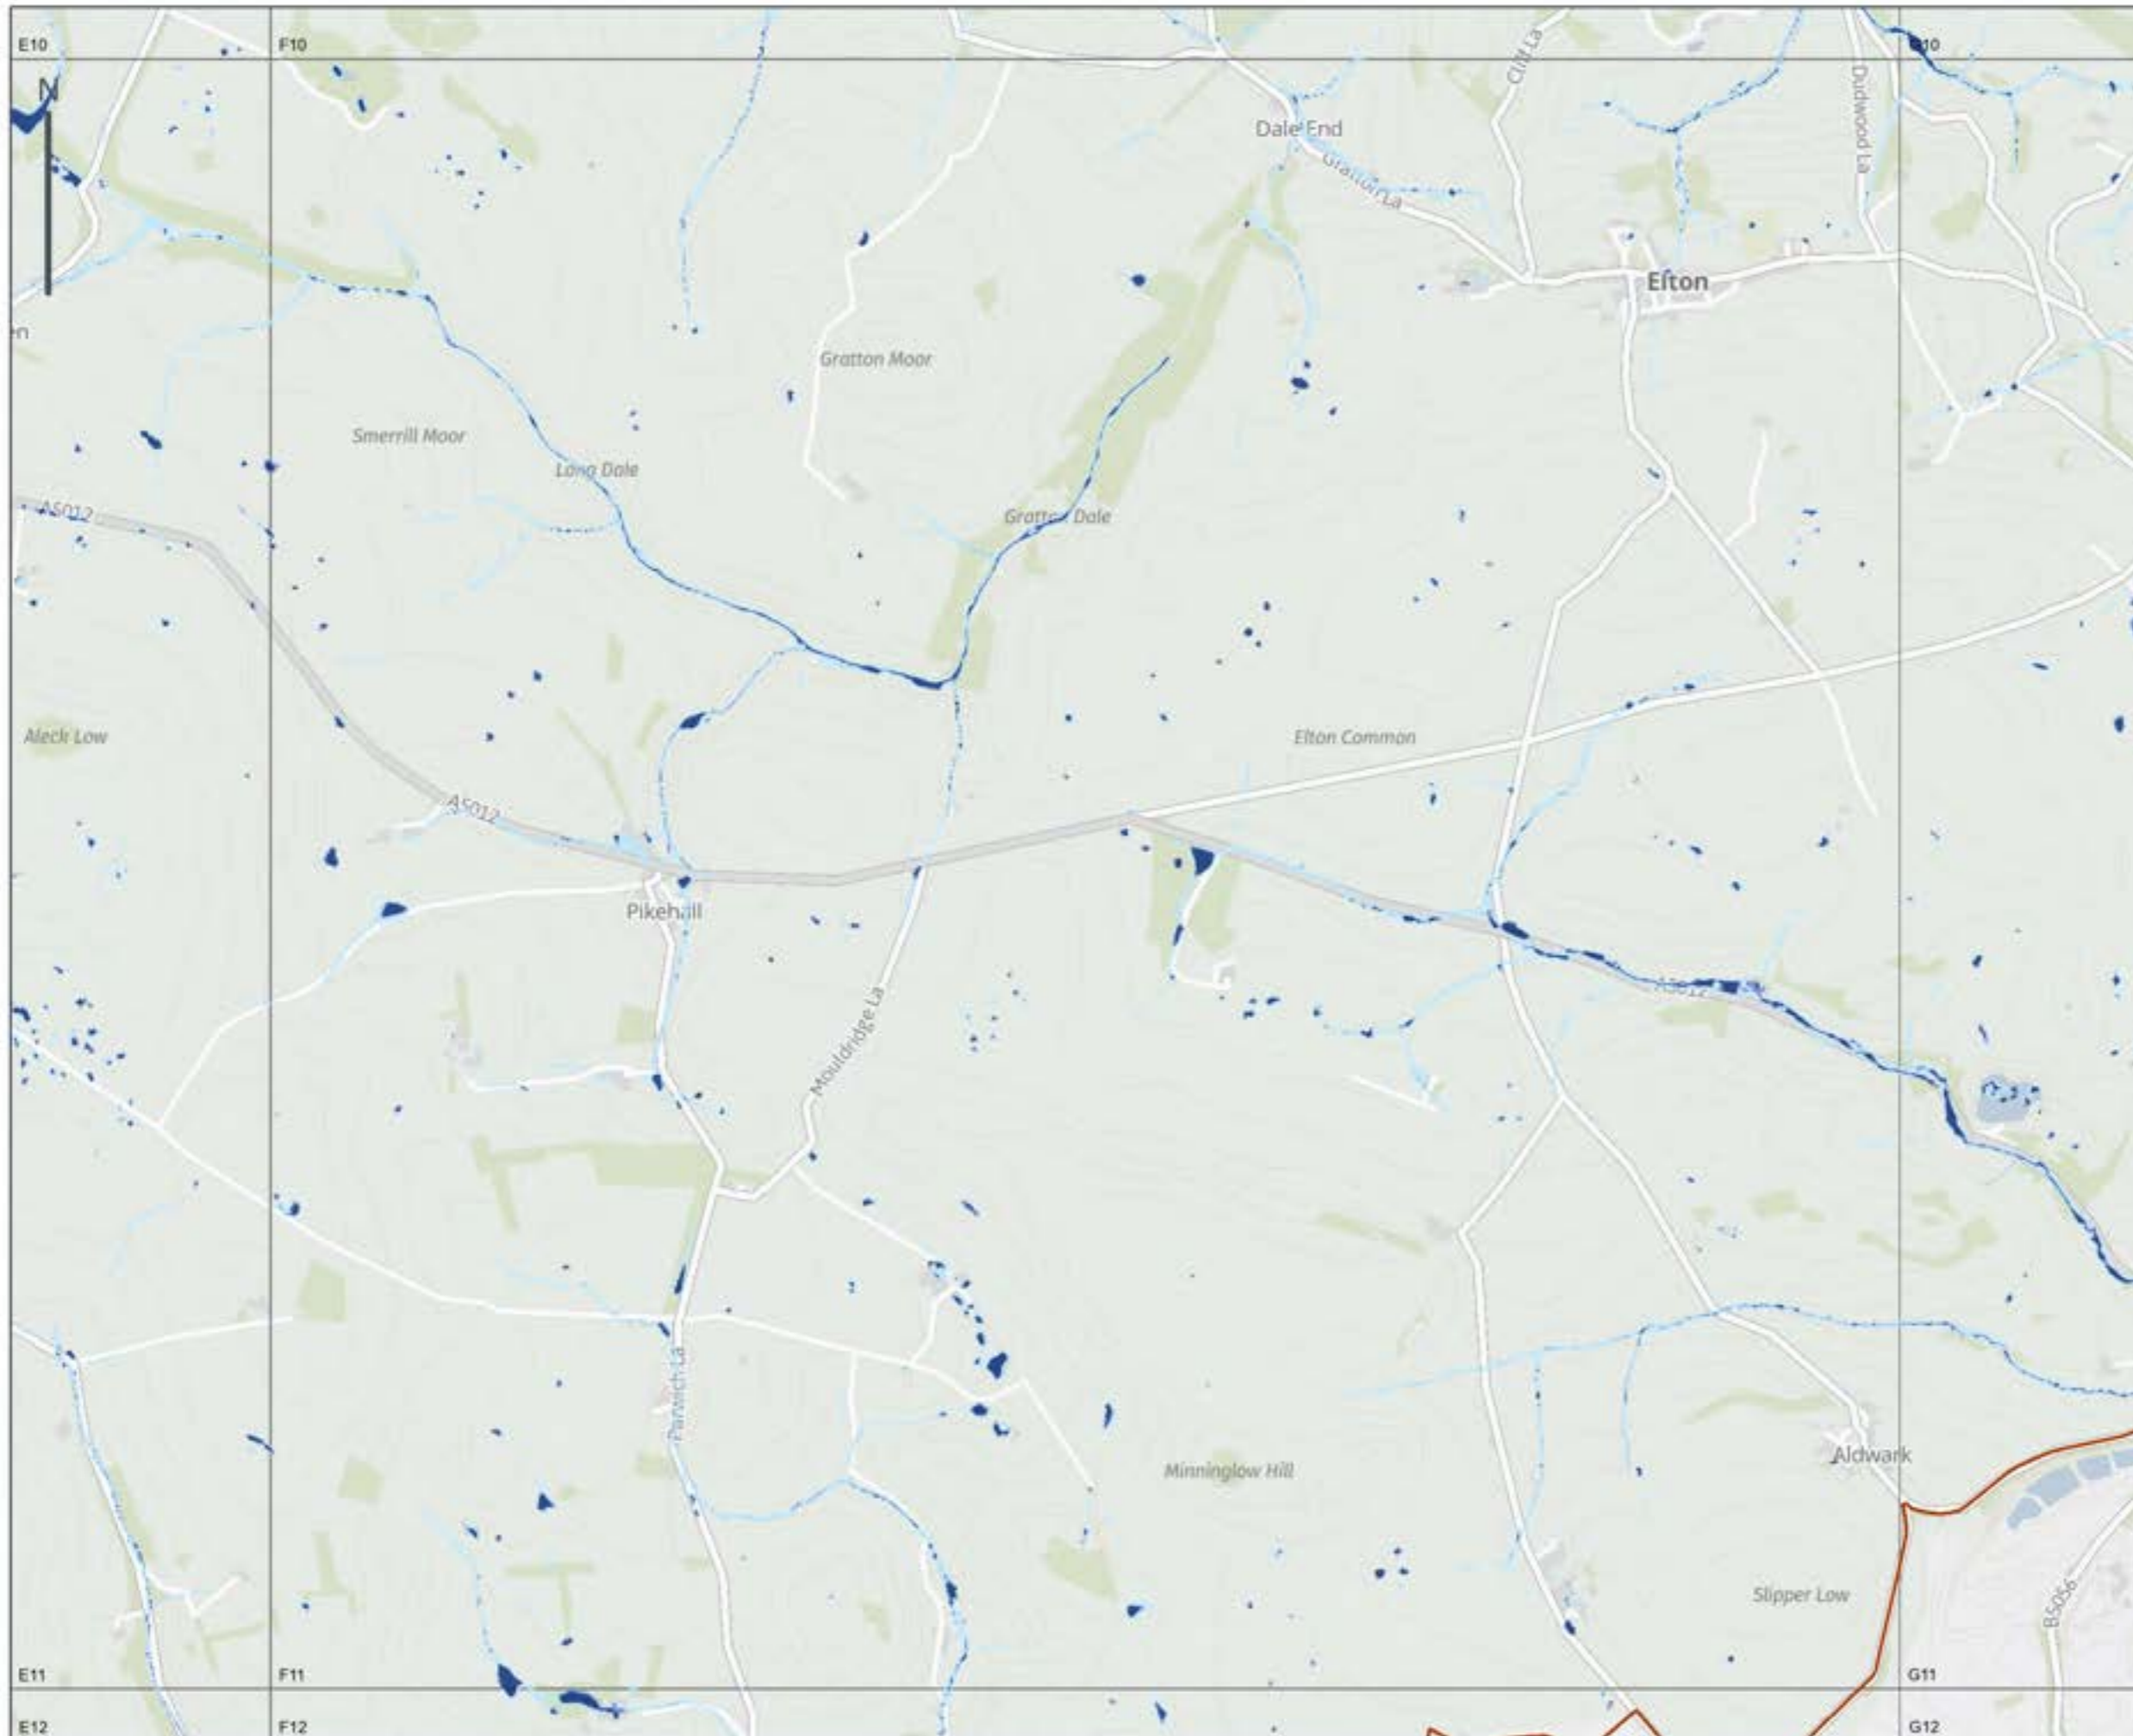 E10
F10
G10
N
Cliff La
Dudwood La
Dale End
Gratton La
Elton
en
Gratton Moor
Smerrill Moor
Long Dale
A5012
Gratton Dale
Aleck Low
Elton Common
A5012
Pikehall
A5012
Mouldridge La
Parwich La
Minninglow Hill
Aldwark
Slipper Low
B5056
E11
F11
G11
E12
F12
G12